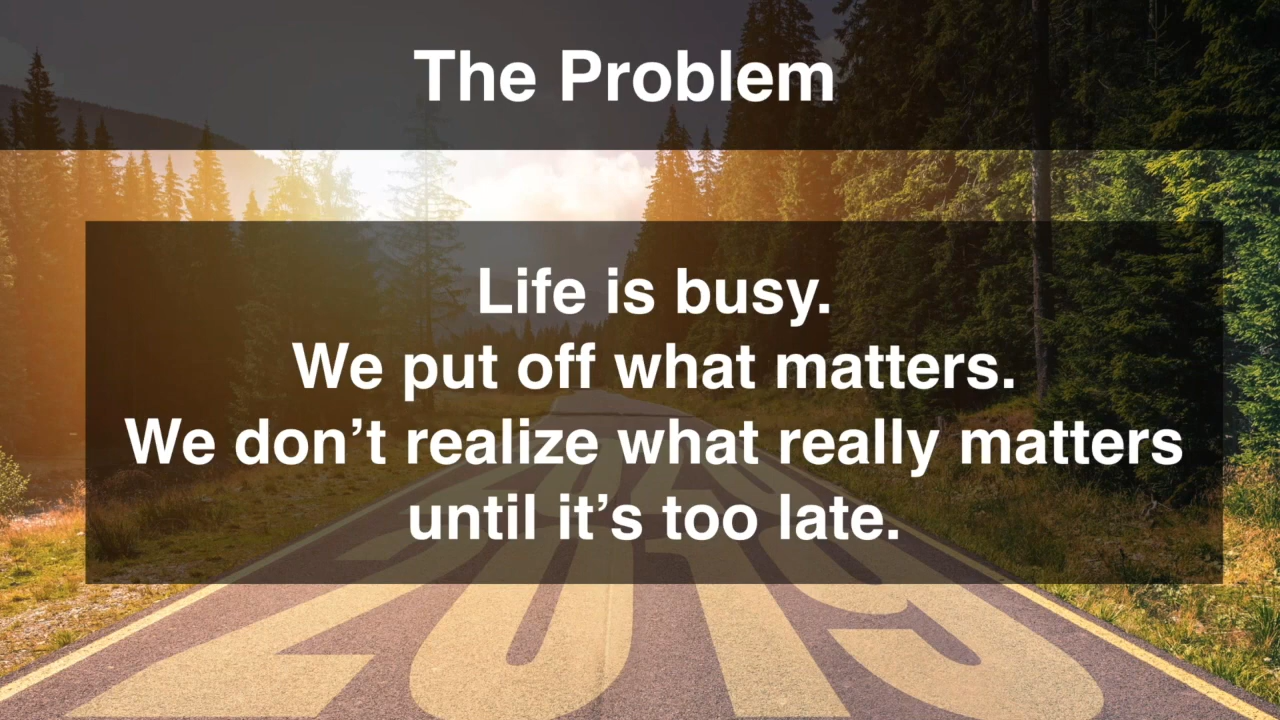 The Problem
Life is busy.
We put off what matters.
We don’t realize what really matters
until it’s too late.
2019